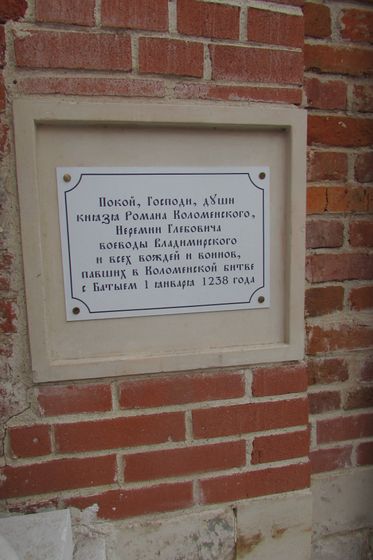 Покой, Господи, души
князя Романа Коломенского,
Иеремии Глебовича
воеводы Владимирского
и всех вождей и воинов,
павших в Коломенской битве
с Батыем 1 января 1238 года